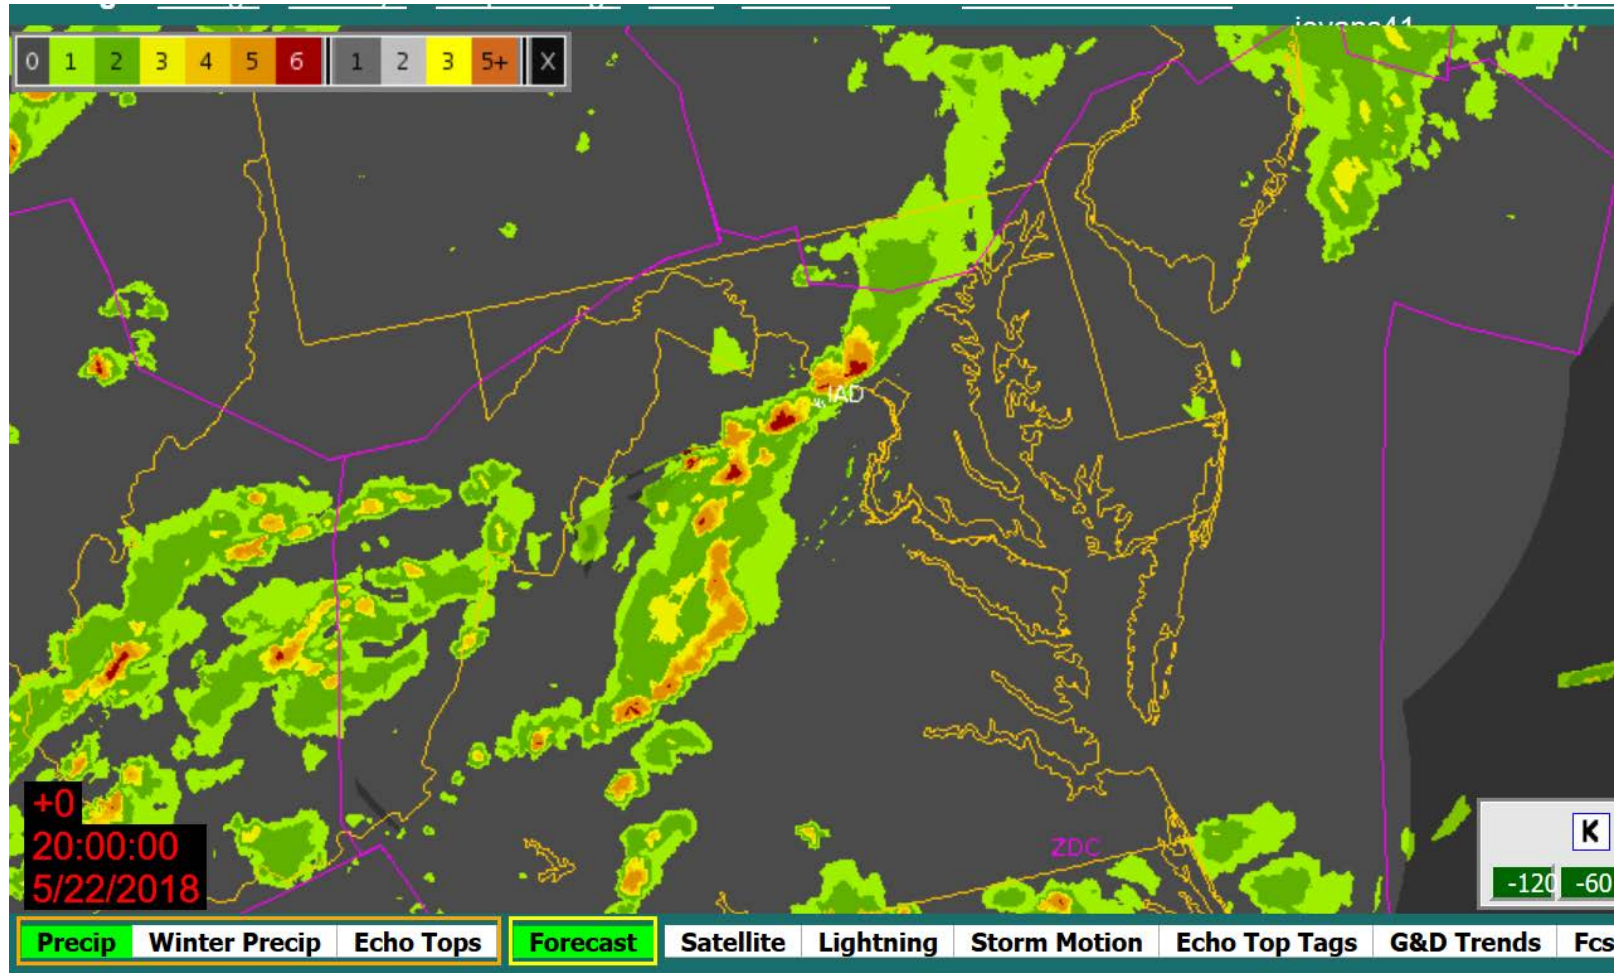 0 1 2 3 4 5 6 1 2 3 5+ X
IAD
ZDC
+0
20:00:00
5/22/2018
K
-120 -60
Precip Winter Precip Echo Tops Forecast Satellite Lightning Storm Motion Echo Top Tags G&D Trends Fcs